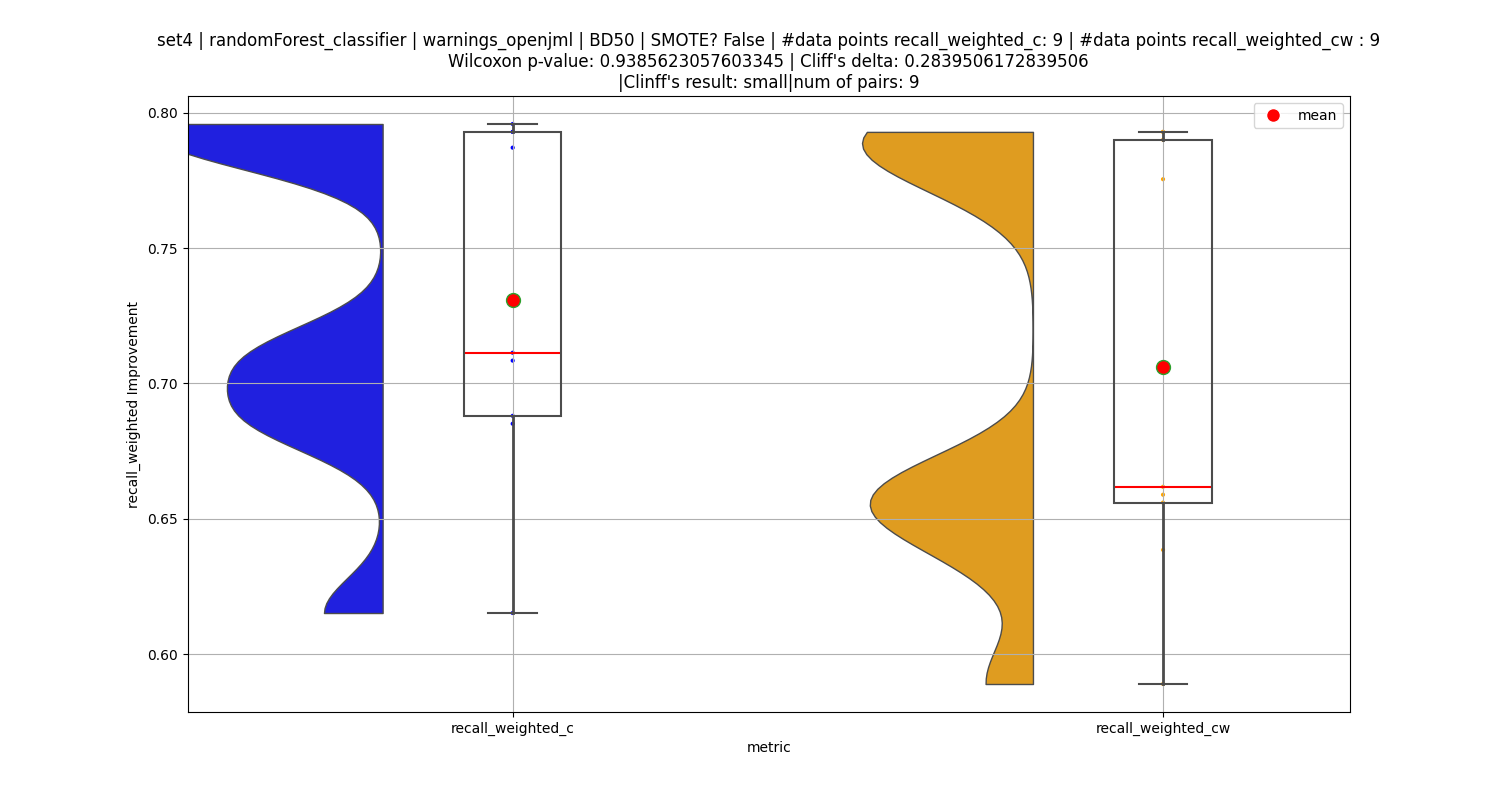 set4 | randomForest_classifier | warnings_openjml | BD50 | SMOTE? False | #data points recall_weighted_c: 9 | #data points recall_weighted_cw : 9
Wilcoxon p-value: 0.9385623057603345 | Cliff's delta: 0.2839506172839506
|Clinff's result: small|num of pairs: 9
mean
0.80
0.75
0.70
0.65
0.60
recall_weighted Improvement
recall_weighted_c
recall_weighted_cw
metric